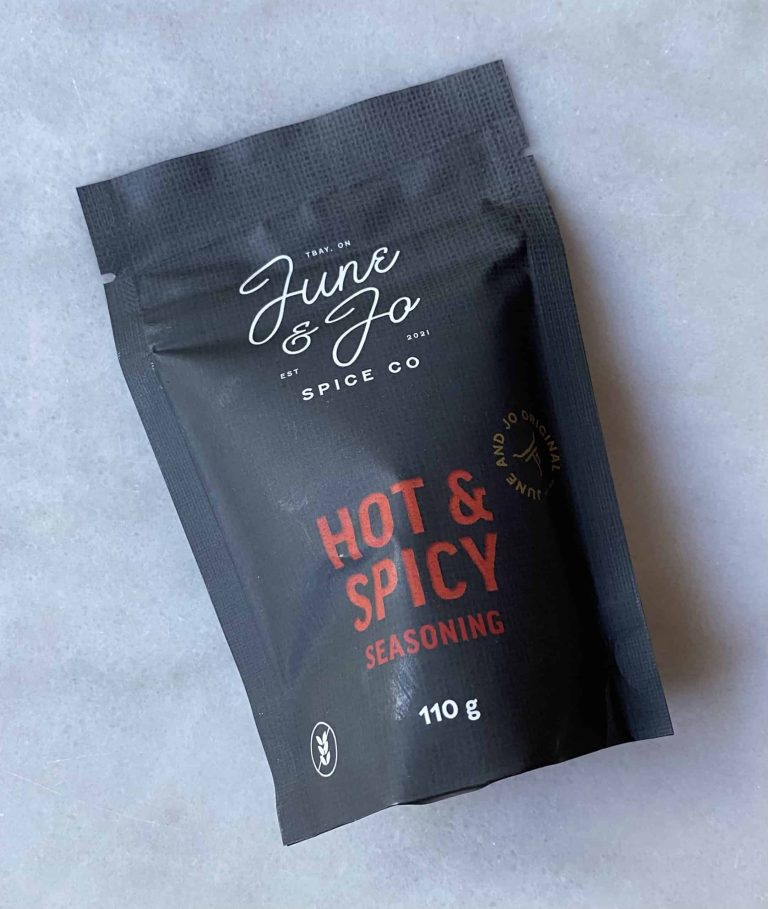 TBAY, ON
June
& Jo
EST 2021
SPICE CO
JUNE AND JO ORIGINAL
HOT &
SPICY
SEASONING
110 g